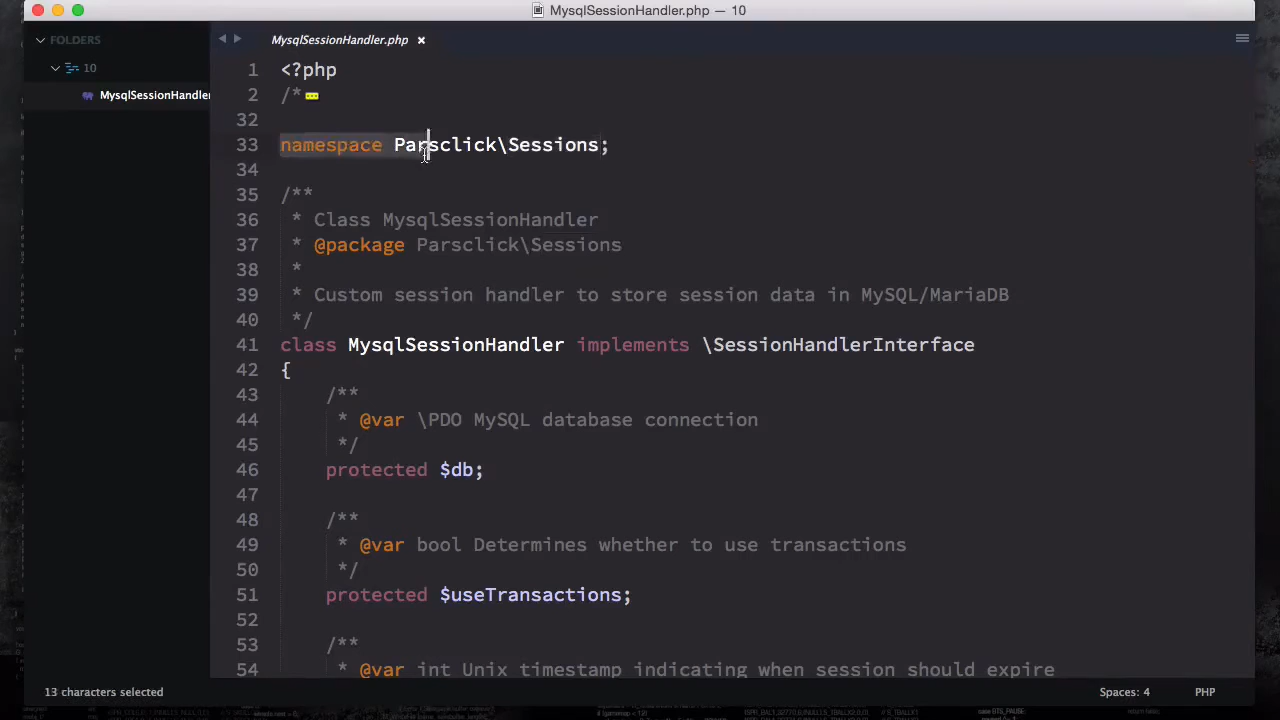 MysqlSessionHandler.php — 10
FOLDERS
MysqlSessionHandler.php ×
10
MysqlSessionHandler
1 <?php
2 /*
32
33 namespace Parsclick\Sessions;
34
35 /**
36 * Class MysqlSessionHandler
37 * @package Parsclick\Sessions
38 *
39 * Custom session handler to store session data in MySQL/MariaDB
40 */
41 class MysqlSessionHandler implements \SessionHandlerInterface
42 {
43 /**
44 * @var \PDO MySQL database connection
45 */
46 protected $db;
47
48 /**
49 * @var bool Determines whether to use transactions
50 */
51 protected $useTransactions;
52
53 /**
54 * @var int Unix timestamp indicating when session should expire
13 characters selected
Spaces: 4
PHP